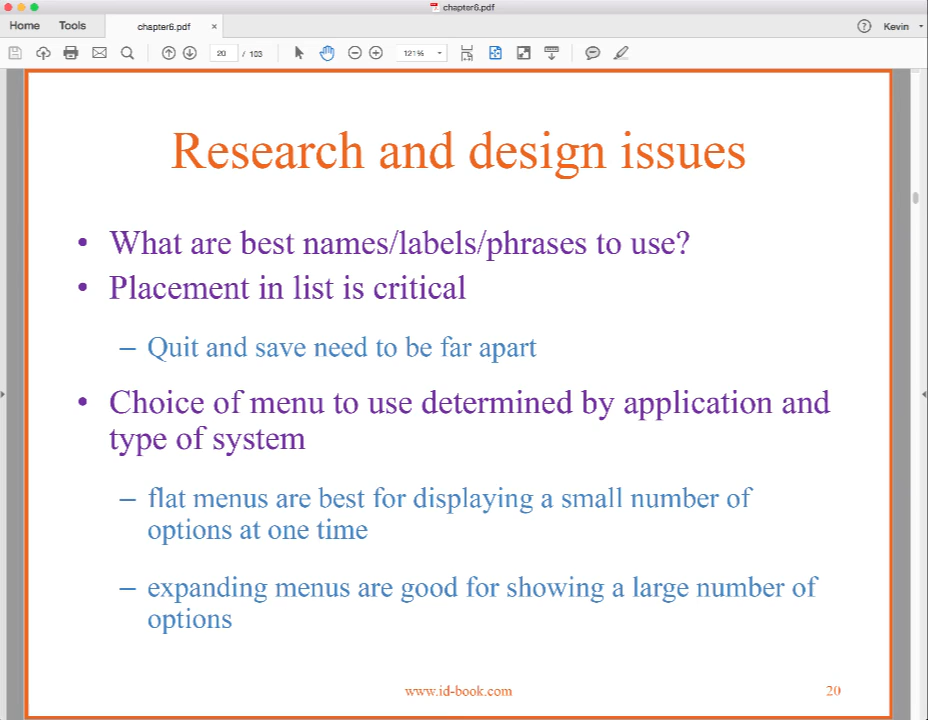 chapter6.pdf
Home Tools chapter6.pdf × ? Kevin
20 / 103 121%
Research and design issues
• What are best names/labels/phrases to use?
• Placement in list is critical
– Quit and save need to be far apart
• Choice of menu to use determined by application and
type of system
– flat menus are best for displaying a small number of
options at one time
– expanding menus are good for showing a large number of
options
www.id-book.com 20